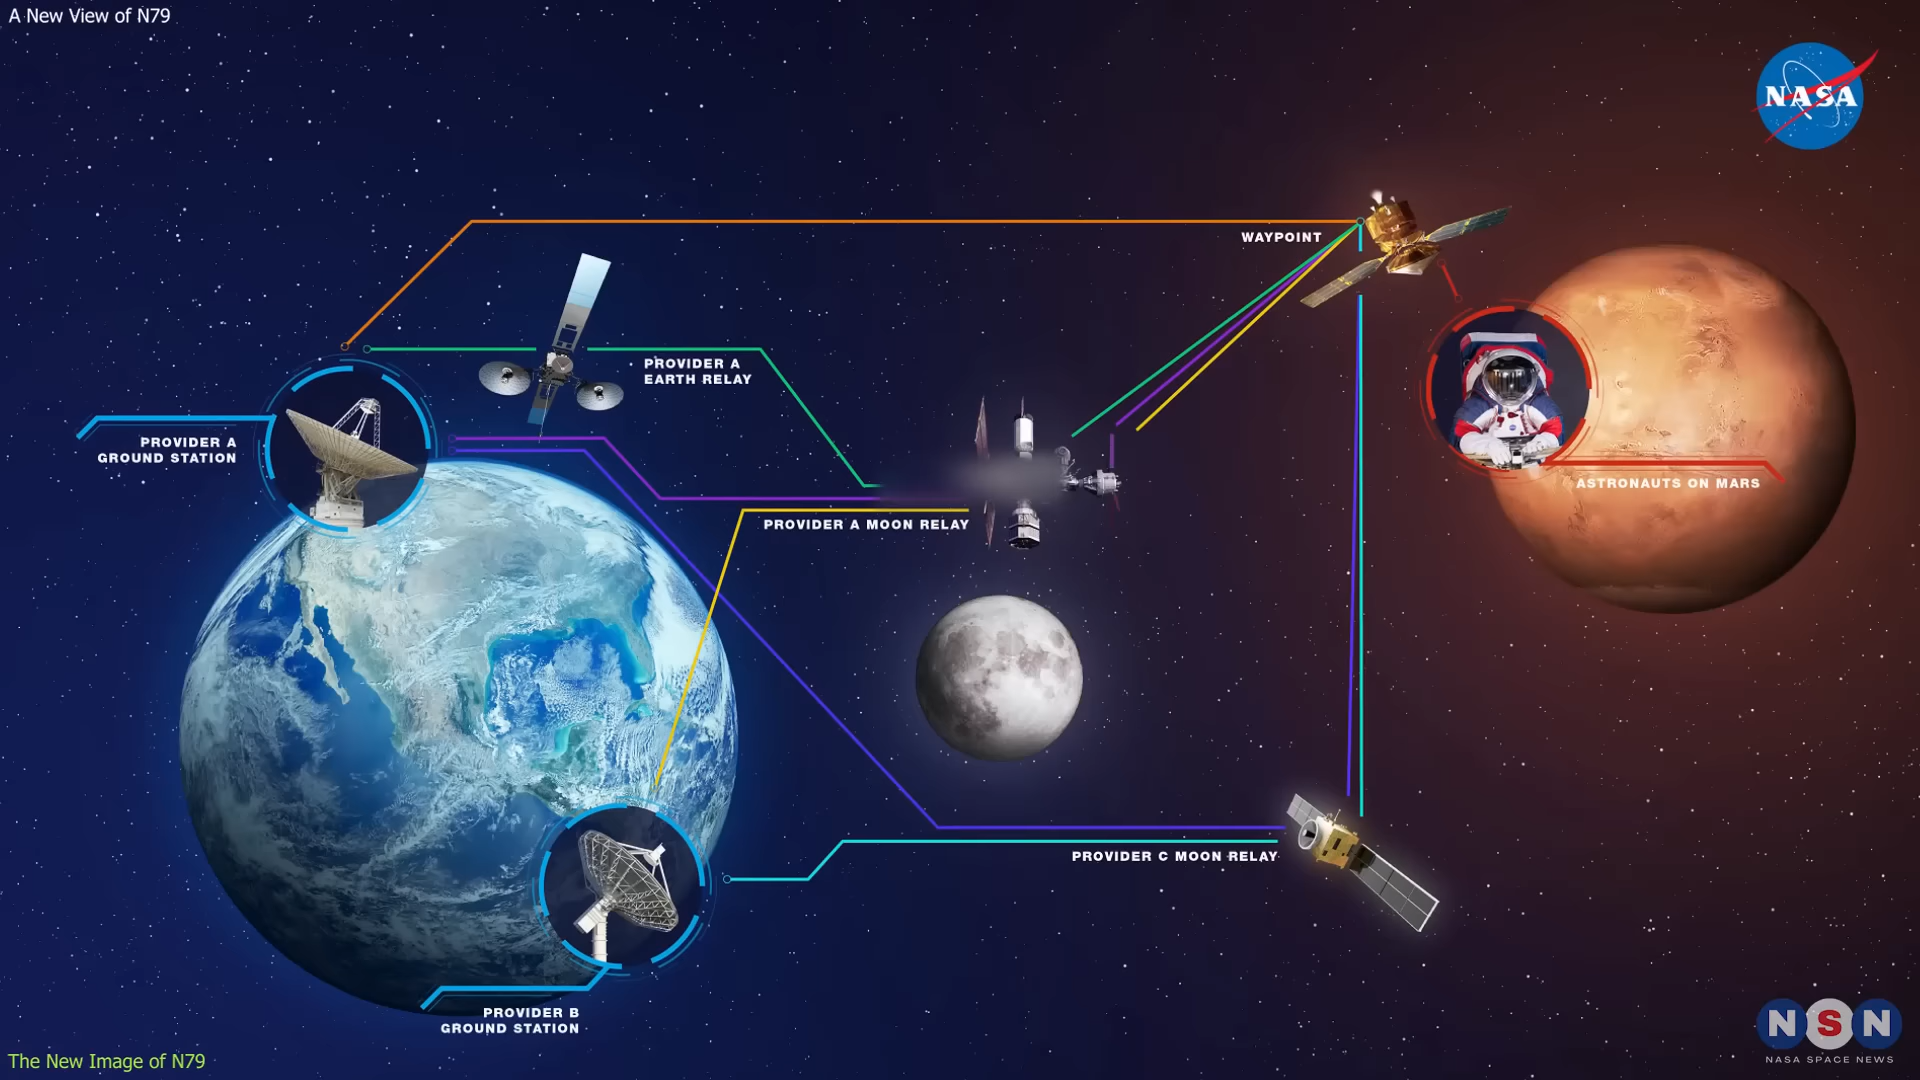 A New View of N79
NASA
WAYPOINT
PROVIDER A
EARTH RELAY
PROVIDER A
GROUND STATION
ASTRONAUTS ON MARS
PROVIDER A MOON RELAY
PROVIDER C MOON RELAY
PROVIDER B
GROUND STATION
NSN
NASA SPACE NEWS
The New Image of N79